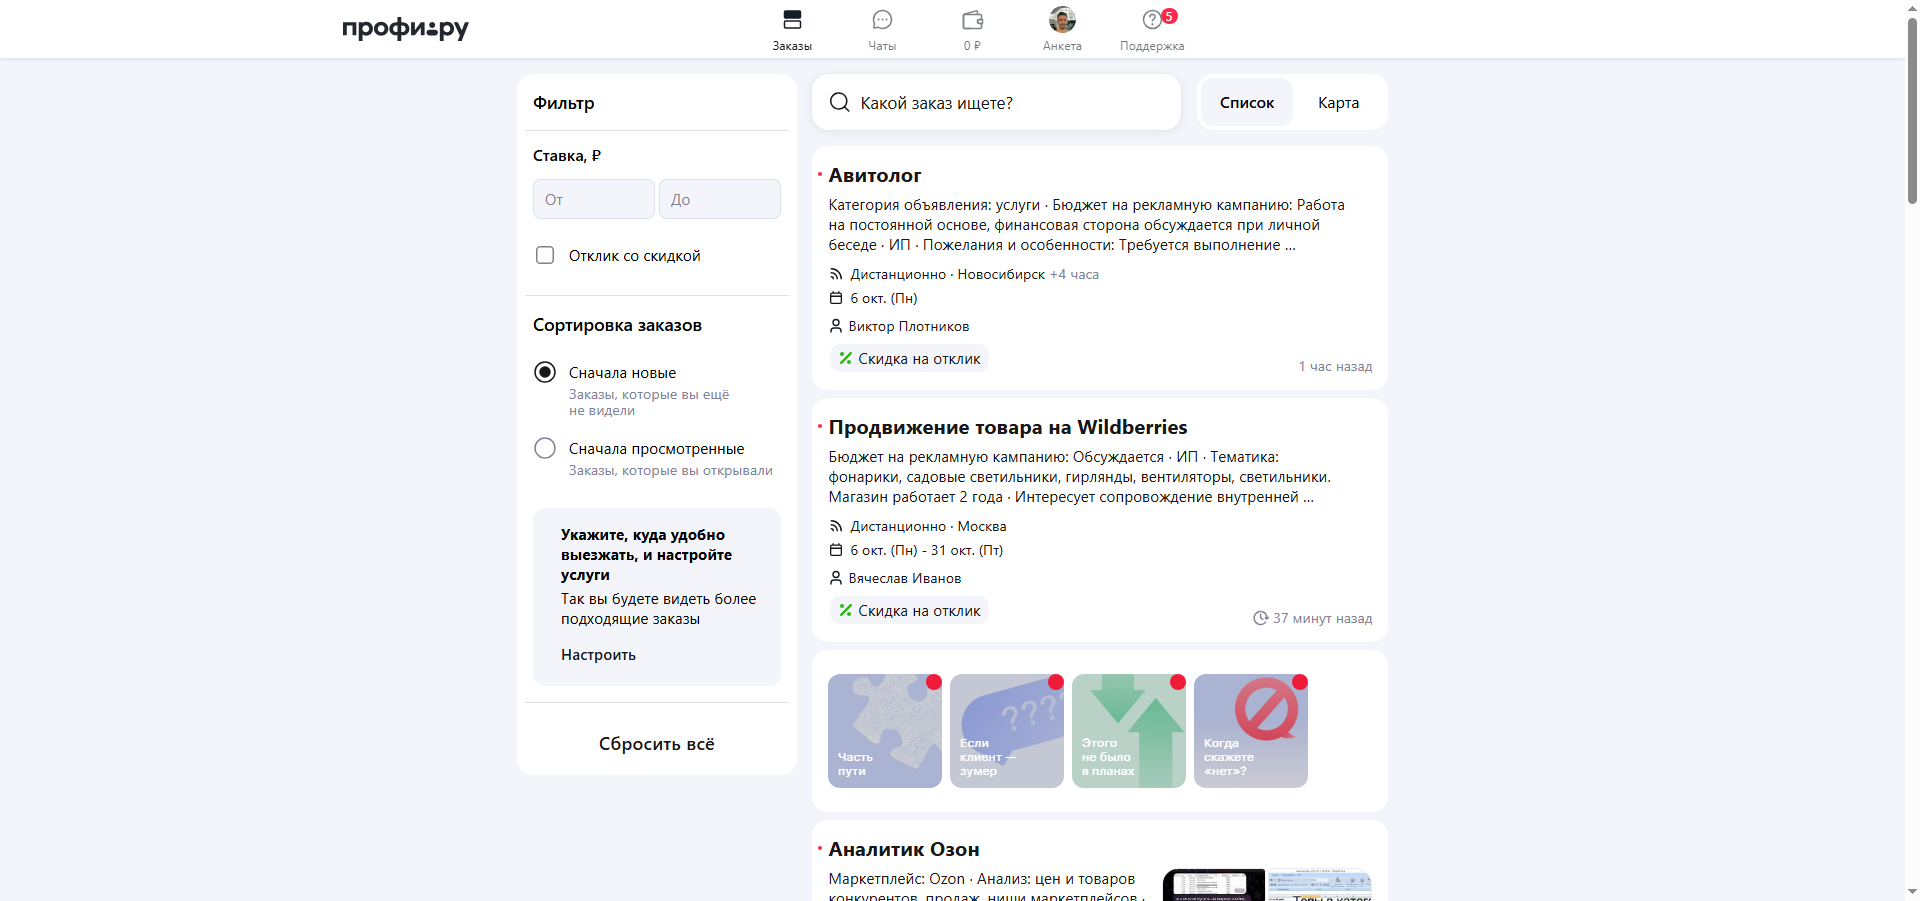 профи.ру
Заказы
Чаты
0 ₽
Анкета
Поддержка
5
Фильтр
Ставка, ₽
От
До
Отклик со скидкой
Сортировка заказов
Сначала новые
Заказы, которые вы ещё
не видели
Сначала просмотренные
Заказы, которые вы открывали
Укажите, куда удобно
выезжать, и настройте
услуги
Так вы будете видеть более
подходящие заказы
Настроить
Сбросить всё
Какой заказ ищете?
Список
Карта
Авитолог
Категория объявления: услуги · Бюджет на рекламную кампанию: Работа
на постоянной основе, финансовая сторона обсуждается при личной
беседе · ИП · Пожелания и особенности: Требуется выполнение ...
Дистанционно · Новосибирск +4 часа
6 окт. (Пн)
Виктор Плотников
Скидка на отклик
1 час назад
Продвижение товара на Wildberries
Бюджет на рекламную кампанию: Обсуждается · ИП · Тематика:
фонарики, садовые светильники, гирлянды, вентиляторы, светильники.
Магазин работает 2 года · Интересует сопровождение внутренней ...
Дистанционно · Москва
6 окт. (Пн) - 31 окт. (Пт)
Вячеслав Иванов
Скидка на отклик
37 минут назад
Часть
пути
????
Если
клиент —
зумер
Этого
не было
в планах
Когда
скажете
«нет»?
Аналитик Озон
Маркетплейс: Ozon · Анализ: цен и товаров
конкурентов, продаж, ниши маркетплейсов ·